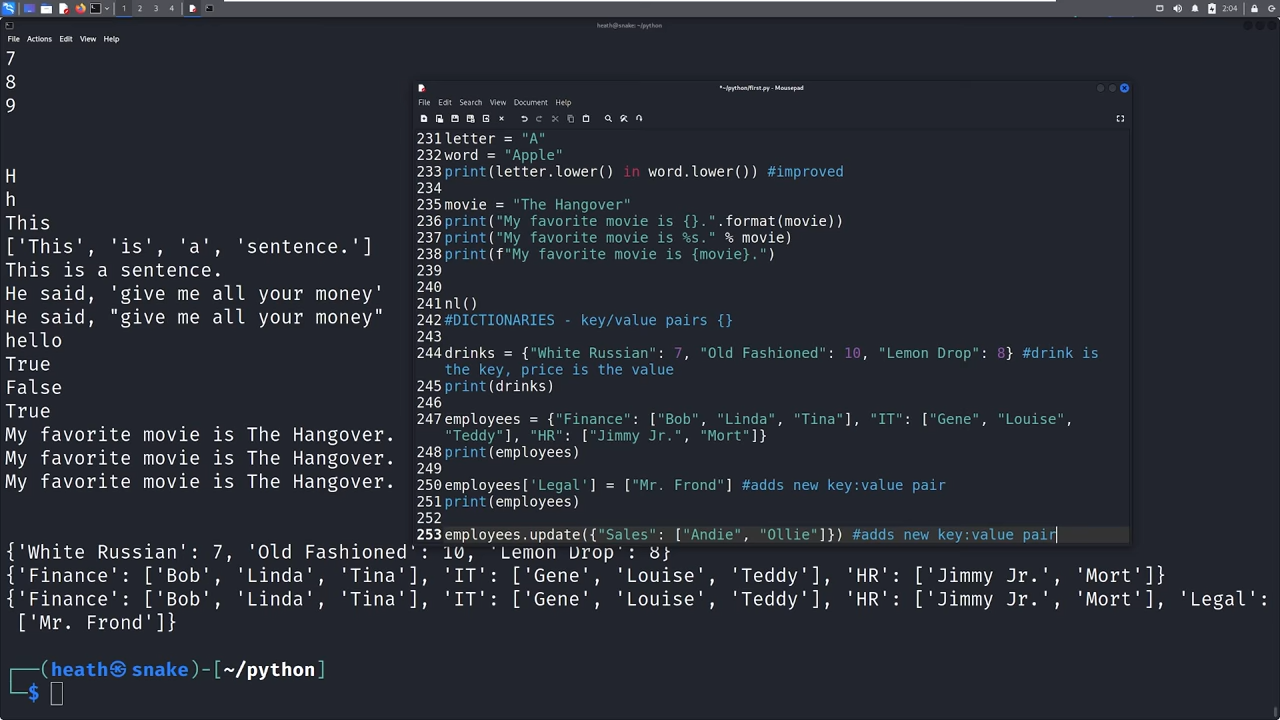 1 2 3 4
2:04
heath@snake: ~/python
File Actions Edit View Help
7
8
9
H
h
This
['This', 'is', 'a', 'sentence.']
This is a sentence.
He said, 'give me all your money'
He said, "give me all your money"
hello
True
False
True
My favorite movie is The Hangover.
My favorite movie is The Hangover.
My favorite movie is The Hangover.
*~/python/first.py - Mousepad
File Edit Search View Document Help
231 letter = "A"
232 word = "Apple"
233 print(letter.lower() in word.lower()) #improved
234
235 movie = "The Hangover"
236 print("My favorite movie is {}.".format(movie))
237 print("My favorite movie is %s." % movie)
238 print(f"My favorite movie is {movie}.")
239
240
241 nl()
242 #DICTIONARIES - key/value pairs {}
243
244 drinks = {"White Russian": 7, "Old Fashioned": 10, "Lemon Drop": 8} #drink is
the key, price is the value
245 print(drinks)
246
247 employees = {"Finance": ["Bob", "Linda", "Tina"], "IT": ["Gene", "Louise",
"Teddy"], "HR": ["Jimmy Jr.", "Mort"]}
248 print(employees)
249
250 employees['Legal'] = ["Mr. Frond"] #adds new key:value pair
251 print(employees)
252
253 employees.update({"Sales": ["Andie", "Ollie"]}) #adds new key:value pair
{'White Russian': 7, 'Old Fashioned': 10, 'Lemon Drop': 8}
{'Finance': ['Bob', 'Linda', 'Tina'], 'IT': ['Gene', 'Louise', 'Teddy'], 'HR': ['Jimmy Jr.', 'Mort']}
{'Finance': ['Bob', 'Linda', 'Tina'], 'IT': ['Gene', 'Louise', 'Teddy'], 'HR': ['Jimmy Jr.', 'Mort'], 'Legal':
['Mr. Frond']}
(heath㉿snake)-[~/python]
$